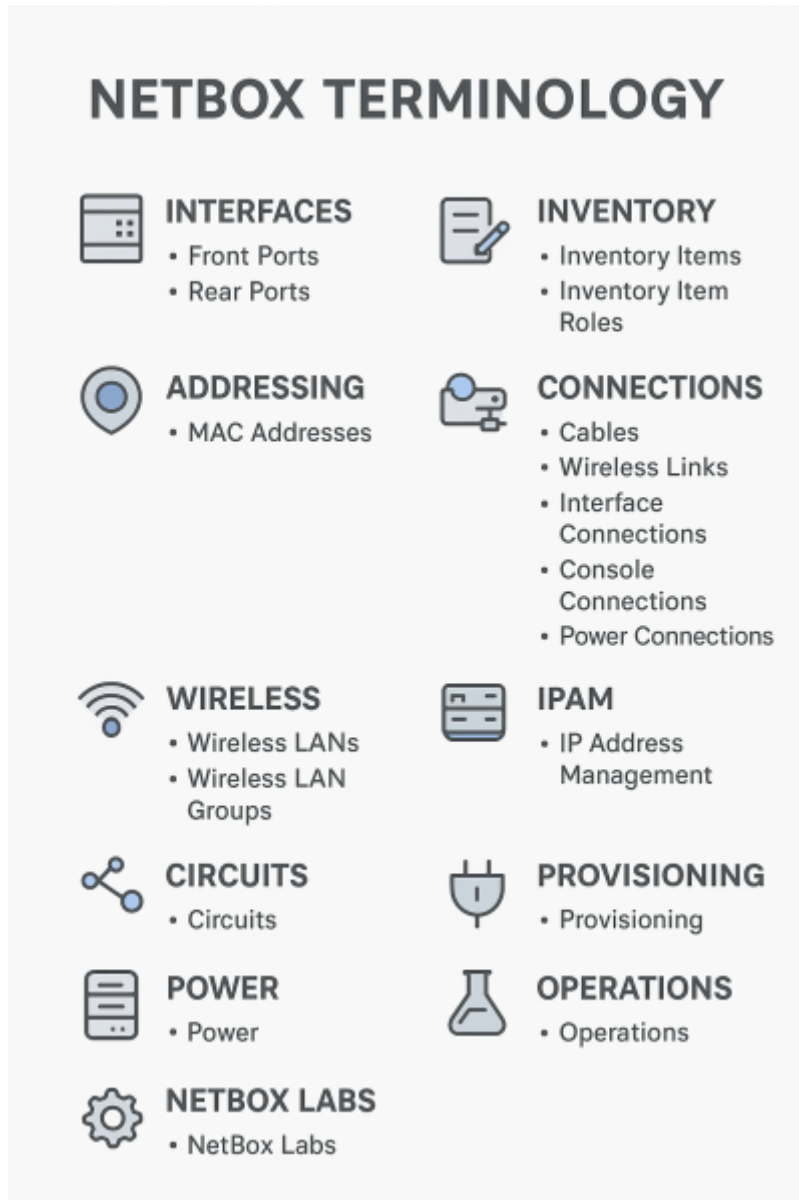 NETBOX TERMINOLOGY
INTERFACES
• Front Ports
• Rear Ports
INVENTORY
• Inventory Items
• Inventory Item
Roles
ADDRESSING
• MAC Addresses
CONNECTIONS
• Cables
• Wireless Links
• Interface
Connections
• Console
Connections
• Power Connections
WIRELESS
• Wireless LANs
• Wireless LAN
Groups
IPAM
• IP Address
Management
CIRCUITS
• Circuits
PROVISIONING
• Provisioning
POWER
• Power
OPERATIONS
• Operations
NETBOX LABS
• NetBox Labs